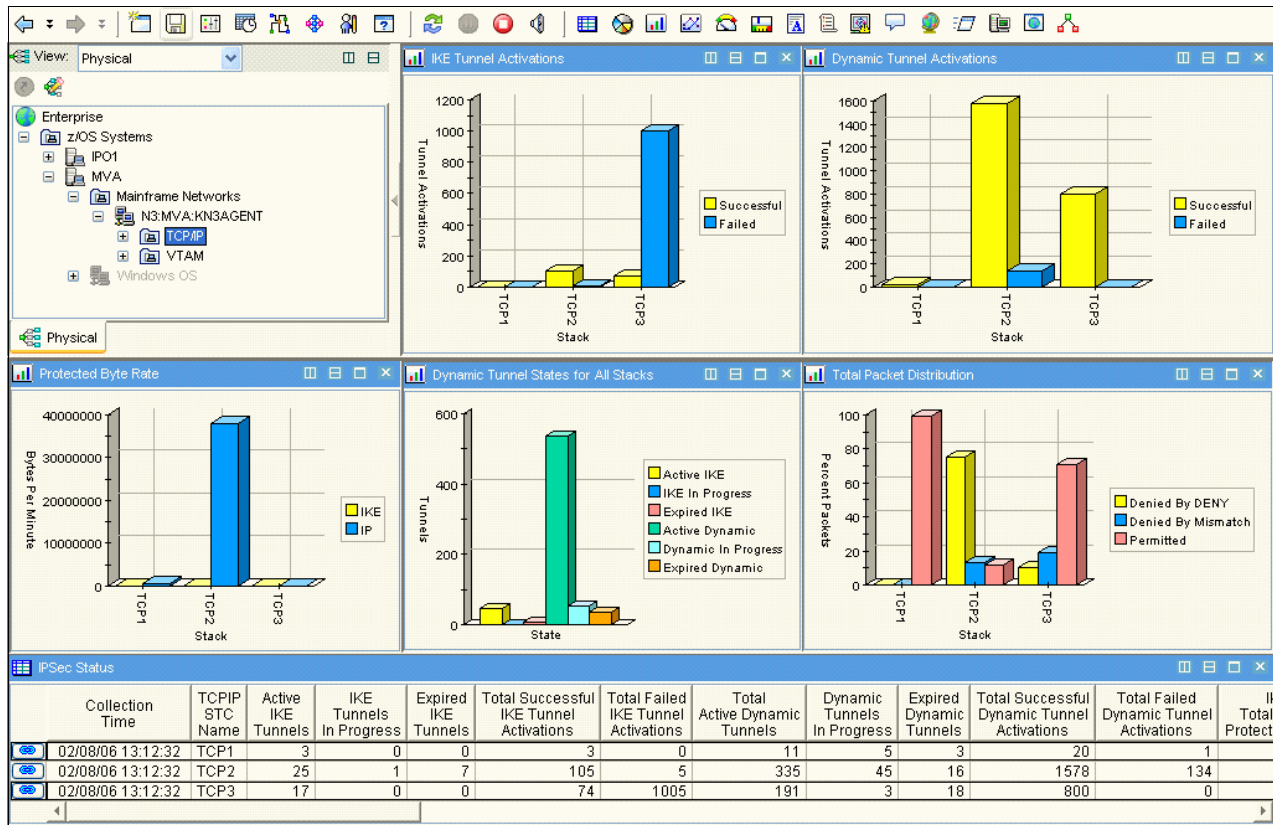 View: Physical
Enterprise
z/OS Systems
IPO1
MVA
Mainframe Networks
N3:MVA:KN3AGENT
TCP/IP
VTAM
Windows OS
Physical
IKE Tunnel Activations
Tunnel Activations
1200
1000
800
600
400
200
0
TCP1
TCP2
TCP3
Stack
Successful
Failed
Dynamic Tunnel Activations
Tunnel Activations
1600
1400
1200
1000
800
600
400
200
0
TCP1
TCP2
TCP3
Stack
Successful
Failed
Protected Byte Rate
Bytes Per Minute
40000000
30000000
20000000
10000000
0
TCP1
TCP2
TCP3
Stack
IKE
IP
Dynamic Tunnel States for All Stacks
Tunnels
600
400
200
0
State
Active IKE
IKE In Progress
Expired IKE
Active Dynamic
Dynamic In Progress
Expired Dynamic
Total Packet Distribution
Percent Packets
100
80
60
40
20
0
TCP1
TCP2
TCP3
Stack
Denied By DENY
Denied By Mismatch
Permitted
IPSec Status
Collection
Time
TCPIP
STC
Name
Active
IKE
Tunnels
IKE
Tunnels
In Progress
Expired
IKE
Tunnels
Total Successful
IKE Tunnel
Activations
Total Failed
IKE Tunnel
Activations
Total
Active Dynamic
Tunnels
Dynamic
Tunnels
In Progress
Expired
Dynamic
Tunnels
Total Successful
Dynamic Tunnel
Activations
Total Failed
Dynamic Tunnel
Activations
Total
Protect
02/08/06 13:12:32 TCP1 3 0 0 3 0 11 5 3 20 1
02/08/06 13:12:32 TCP2 25 1 7 105 5 335 45 16 1578 134
02/08/06 13:12:32 TCP3 17 0 0 74 1005 191 3 18 800 0